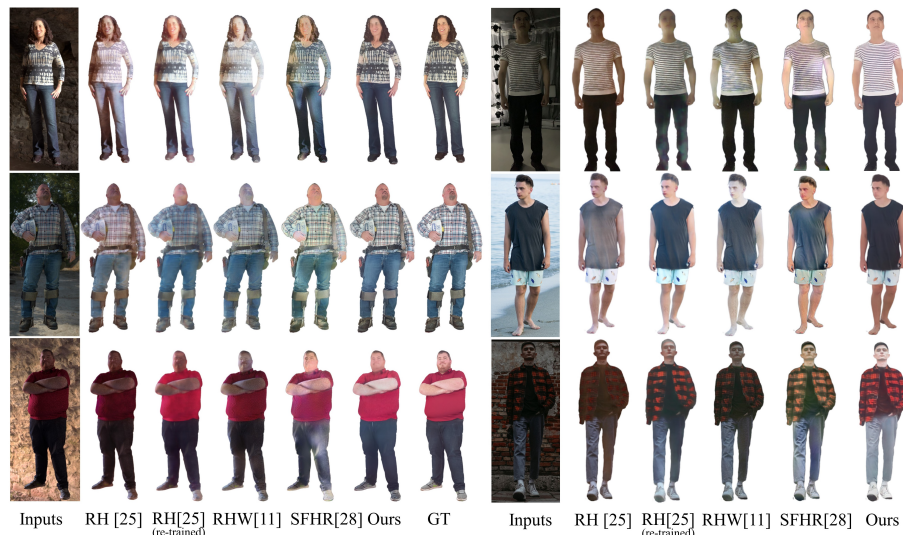 Inputs RH [25] RH[25] RHW[11] SFHR[28] Ours GT Inputs RH [25] RH[25] RHW[11] SFHR[28] Ours
(re-trained) (re-trained)